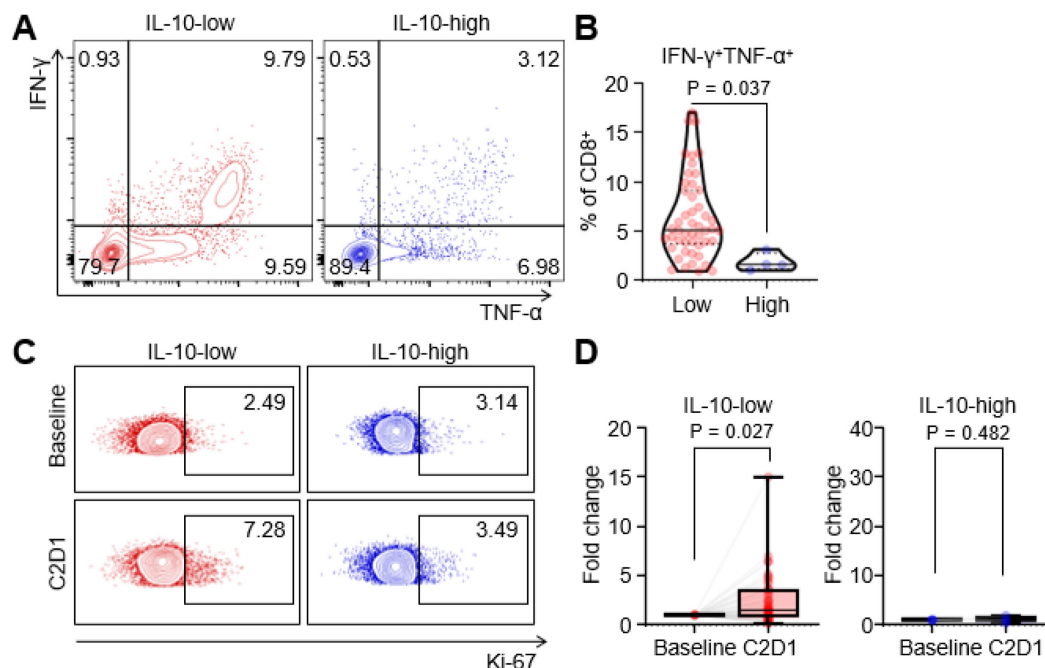 A
IL-10-low
IL-10-high
IFN-γ
0.93
9.79
79.7
9.59
0.53
3.12
89.4
6.98
TNF-α
B
IFN-γ⁺TNF-α⁺
P = 0.037
% of CD8⁺
20
15
10
5
0
Low
High
C
IL-10-low
IL-10-high
Baseline
2.49
3.14
C2D1
7.28
3.49
Ki-67
D
IL-10-low
P = 0.027
Fold change
20
15
10
5
0
Baseline C2D1
IL-10-high
P = 0.482
Fold change
40
30
20
10
0
Baseline C2D1